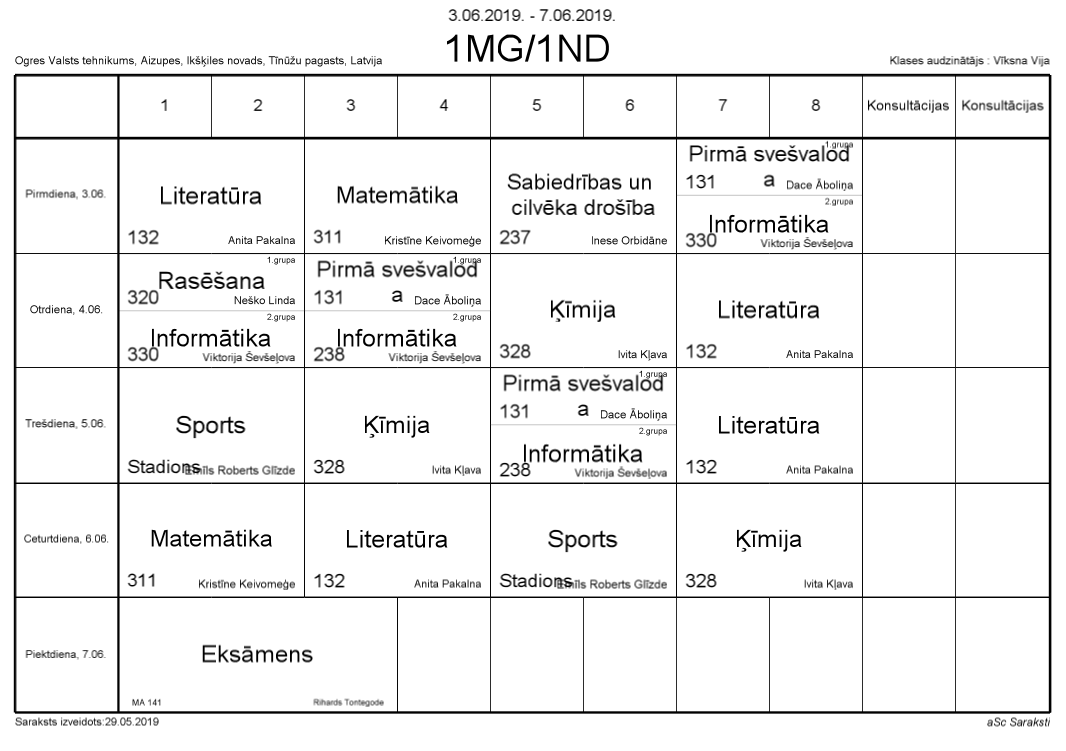 3.06.2019. - 7.06.2019.
1MG/1ND
Ogres Valsts tehnikums, Aizupes, Ikšķiles novads, Tīnūžu pagasts, Latvija
Klases audzinātājs : Vīksna Vija
1 2 3 4 5 6 7 8 Konsultācijas Konsultācijas
Pirmdiena, 3.06.
Literatūra
132 Anita Pakalna
Matemātika
311 Kristīne Keivomeģe
Sabiedrības un
cilvēka drošība
237 Inese Orbidāne
1.grupa
Pirmā svešvalod
a
131 Dace Āboliņa
2.grupa
Informātika
330 Viktorija Ševšeļova
Otrdiena, 4.06.
1.grupa
Rasēšana
320 Neško Linda
2.grupa
Informātika
330 Viktorija Ševšeļova
1.grupa
Pirmā svešvalod
a
131 Dace Āboliņa
2.grupa
Informātika
238 Viktorija Ševšeļova
Ķīmija
328 Ivita Kļava
Literatūra
132 Anita Pakalna
Trešdiena, 5.06.
Sports
Stadions Emīls Roberts Glīzde
Ķīmija
328 Ivita Kļava
1.grupa
Pirmā svešvalod
a
131 Dace Āboliņa
2.grupa
Informātika
238 Viktorija Ševšeļova
Literatūra
132 Anita Pakalna
Ceturtdiena, 6.06.
Matemātika
311 Kristīne Keivomeģe
Literatūra
132 Anita Pakalna
Sports
Stadions Emīls Roberts Glīzde
Ķīmija
328 Ivita Kļava
Piektdiena, 7.06.
Eksāmens
MA 141 Rihards Tontegode
Saraksts izveidots:29.05.2019
aSc Saraksti